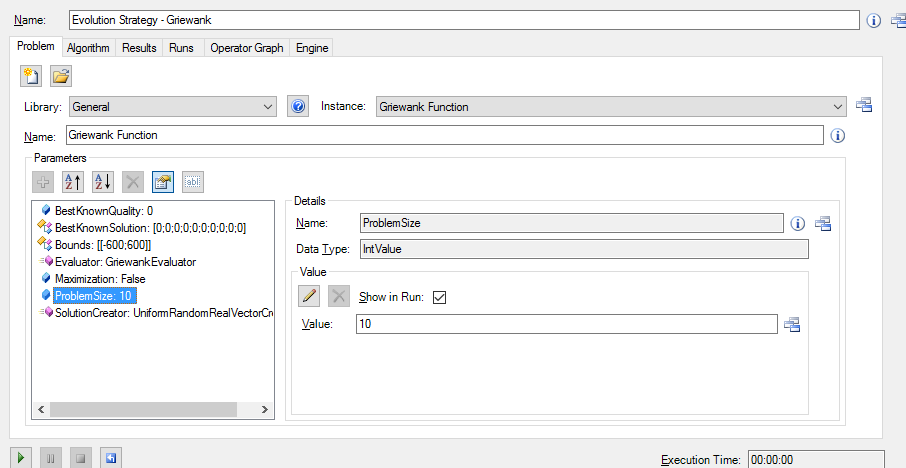 Name: Evolution Strategy - Griewank
Problem Algorithm Results Runs Operator Graph Engine
Library: General Instance: Griewank Function
Name: Griewank Function
Parameters
BestKnownQuality: 0
BestKnownSolution: [0;0;0;0;0;0;0;0;0;0]
Bounds: [[-600;600]]
Evaluator: GriewankEvaluator
Maximization: False
ProblemSize: 10
SolutionCreator: UniformRandomRealVectorCr
Details
Name: ProblemSize
Data Type: IntValue
Value
Show in Run:
Value: 10
Execution Time: 00:00:00